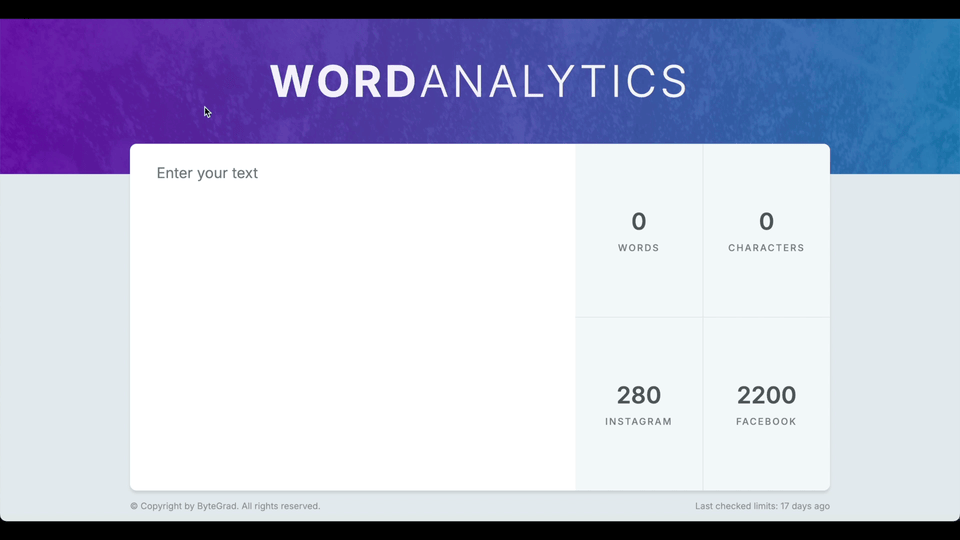 WORDANALYTICS
Enter your text
0
WORDS
0
CHARACTERS
280
INSTAGRAM
2200
FACEBOOK
© Copyright by ByteGrad. All rights reserved.
Last checked limits: 17 days ago